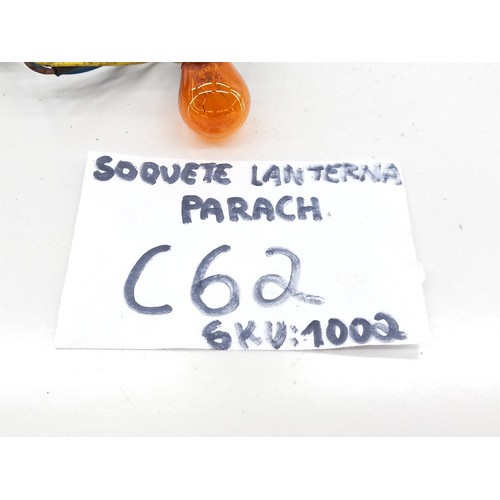 SOQUETE LANTERNA
PARACH
C62
SKU:1002